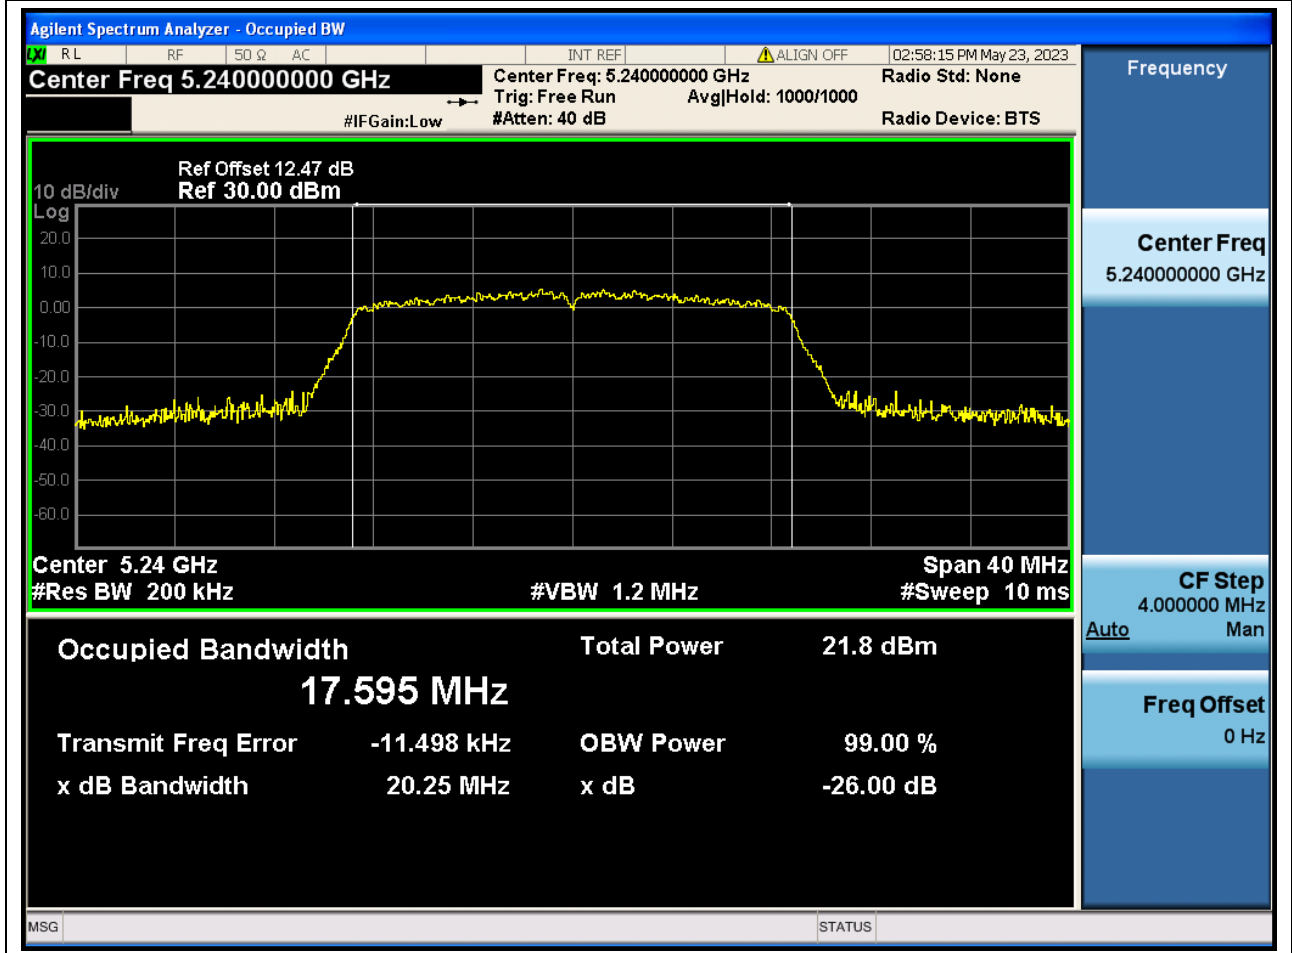 Agilent Spectrum Analyzer - Occupied BW
LXI RL RF 50 Ω AC INT REF ALIGN OFF 02:58:15 PM May 23, 2023
Center Freq 5.240000000 GHz
Center Freq: 5.240000000 GHz Radio Std: None
Trig: Free Run Avg|Hold: 1000/1000
#IFGain:Low #Atten: 40 dB Radio Device: BTS
Ref Offset 12.47 dB
10 dB/div Ref 30.00 dBm
Log
20.0
10.0
0.00
-10.0
-20.0
-30.0
-40.0
-50.0
-60.0
Center 5.24 GHz Span 40 MHz
#Res BW 200 kHz #VBW 1.2 MHz #Sweep 10 ms
Occupied Bandwidth Total Power 21.8 dBm
17.595 MHz
Transmit Freq Error -11.498 kHz OBW Power 99.00 %
x dB Bandwidth 20.25 MHz x dB -26.00 dB
MSG STATUS
Frequency
Center Freq
5.240000000 GHz
CF Step
4.000000 MHz
Auto Man
Freq Offset
0 Hz